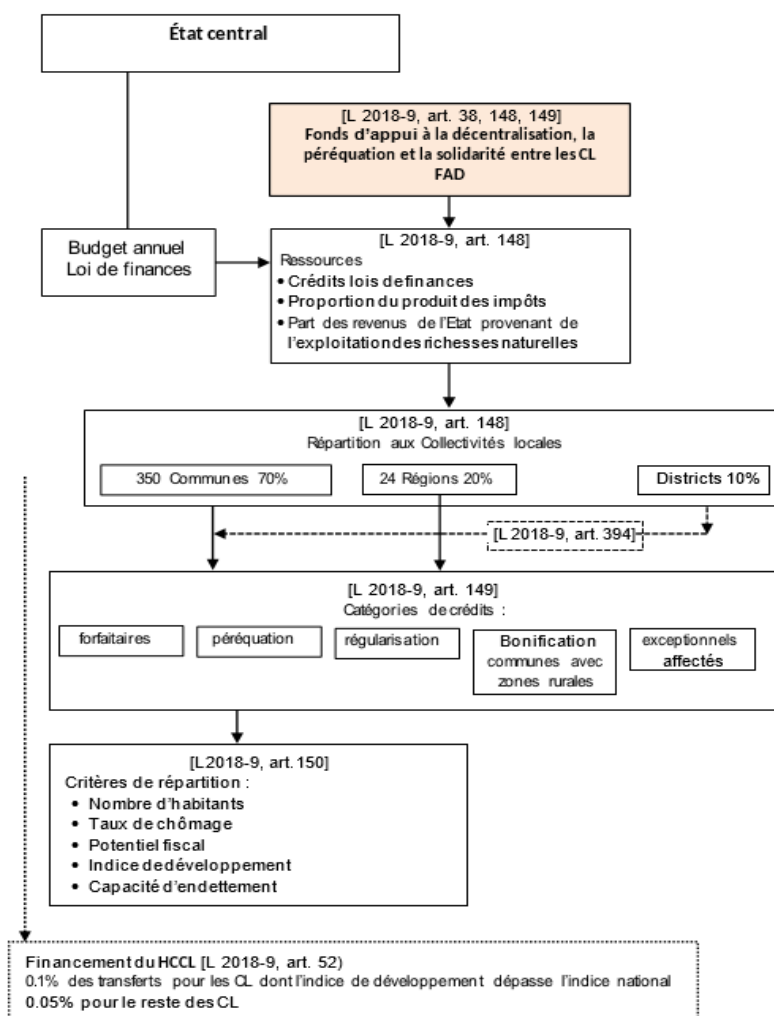 État central
[L 2018-9, art. 38, 148, 149]
Fonds d'appui à la décentralisation, la
péréquation et la solidarité entre les CL
FAD
Budget annuel
Loi de finances
[L 2018-9, art. 148]
Ressources
• Crédits lois de finances
• Proportion du produit des impôts
• Part des revenus de l'Etat provenant de
l'exploitation des richesses naturelles
[L 2018-9, art. 148]
Répartition aux Collectivités locales
350 Communes 70%
24 Régions 20%
Districts 10%
[L 2018-9, art. 394]
[L 2018-9, art. 149]
Catégories de crédits :
forfaitaires
péréquation
régularisation
Bonification
communes avec
zones rurales
exceptionnels
affectés
[L 2018-9, art. 150]
Critères de répartition :
• Nombre d'habitants
• Taux de chômage
• Potentiel fiscal
• Indice de développement
• Capacité d'endettement
Financement du HCCL [L 2018-9, art. 52)
0.1% des transferts pour les CL dont l'indice de développement dépasse l'indice national
0.05% pour le reste des CL